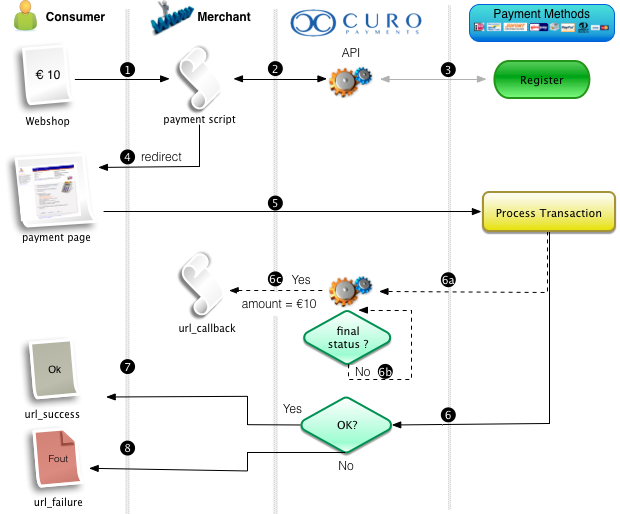 Consumer
Merchant
CURO
PAYMENTS
Payment Methods
€ 10
1
2
API
3
Register
Webshop
payment script
4 redirect
5
Process Transaction
payment page
6c Yes
6a
amount = €10
url_callback
final
status ?
No 6b
7
Ok
url_success
Yes
OK?
6
8
Fout
No
url_failure